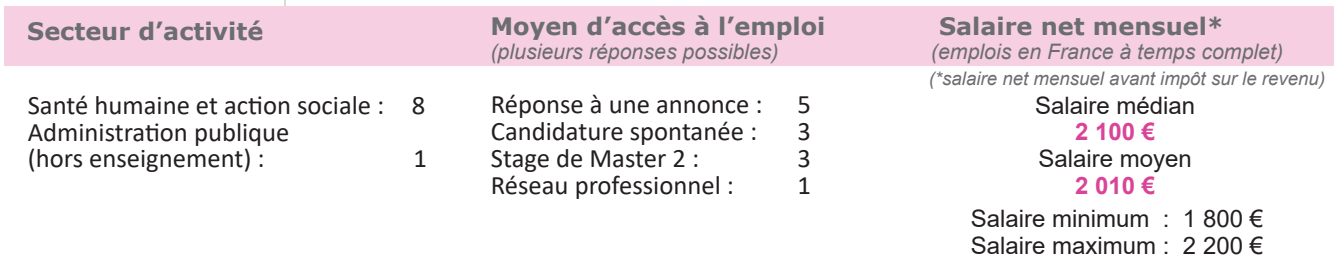 Secteur d’activité
Santé humaine et action sociale : 8
Administration publique
(hors enseignement) : 1
Moyen d’accès à l’emploi
(plusieurs réponses possibles)
Réponse à une annonce : 5
Candidature spontanée : 3
Stage de Master 2 : 3
Réseau professionnel : 1
Salaire net mensuel*
(emplois en France à temps complet)
(*salaire net mensuel avant impôt sur le revenu)
Salaire médian
2 100 €
Salaire moyen
2 010 €
Salaire minimum : 1 800 €
Salaire maximum : 2 200 €